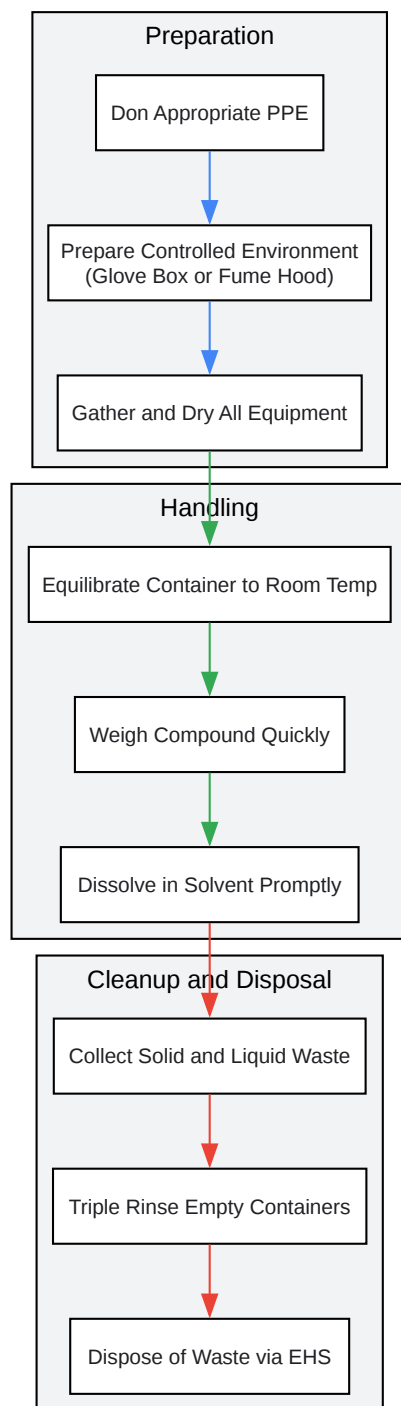 Preparation
Don Appropriate PPE
Prepare Controlled Environment
(Glove Box or Fume Hood)
Gather and Dry All Equipment
Handling
Equilibrate Container to Room Temp
Weigh Compound Quickly
Dissolve in Solvent Promptly
Cleanup and Disposal
Collect Solid and Liquid Waste
Triple Rinse Empty Containers
Dispose of Waste via EHS